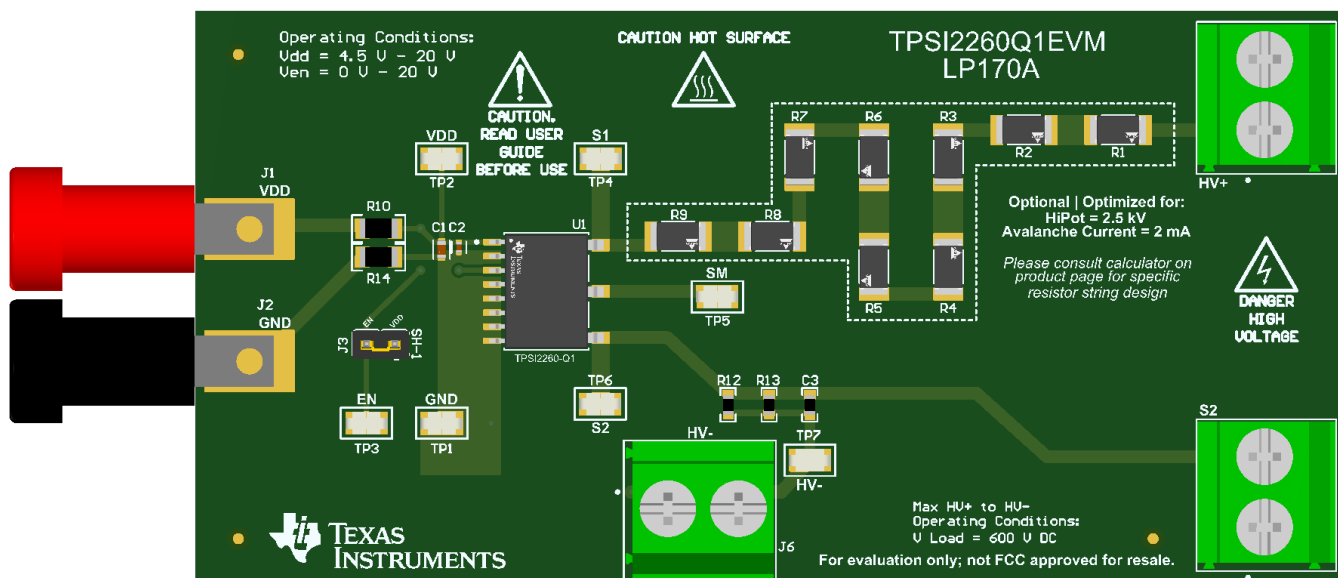 Operating Conditions:
Vdd = 4.5 V - 20 V
Ven = 0 V - 20 V
CAUTION.
READ USER
GUIDE
BEFORE USE
CAUTION HOT SURFACE
TPSI2260Q1EVM
LP170A
HV+
J1
VDD
J2
GND
R10
R14
VDD
TP2
C1
C2
S1
TP4
U1
TEXAS
INSTRUMENTS
TPSI2260-Q1
R9
R8
R7
R6
R3
R2
R1
R5
R4
SM
TP5
Optional | Optimized for:
HiPot = 2.5 kV
Avalanche Current = 2 mA
Please consult calculator on
product page for specific
resistor string design
DANGER
HIGH
VOLTAGE
J3
EN
VDD
SH-1
EN
TP3
GND
TP1
TP6
S2
R12
R13
C3
TP7
HV-
HV-
J6
S2
TEXAS
INSTRUMENTS
Max HV+ to HV-
Operating Conditions:
V Load = 600 V DC
For evaluation only; not FCC approved for resale.